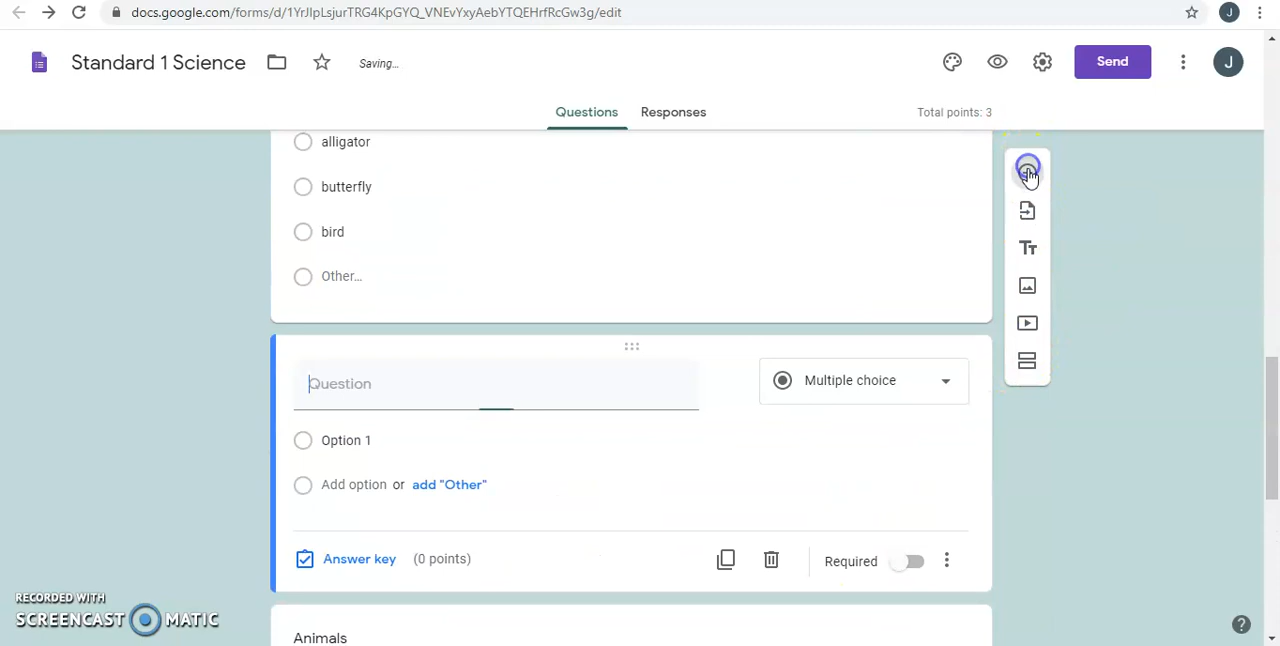 docs.google.com/forms/d/1YrJIpLsjurTRG4KpGYQ_VNEvYxyAebYTQEHrfRcGw3g/edit
J
Standard 1 Science
Saving...
Send
J
Questions
Responses
Total points: 3
alligator
butterfly
bird
Other...
Question
Multiple choice
Option 1
Add option or add "Other"
Answer key (0 points)
Required
RECORDED WITH
SCREENCAST MATIC
Animals